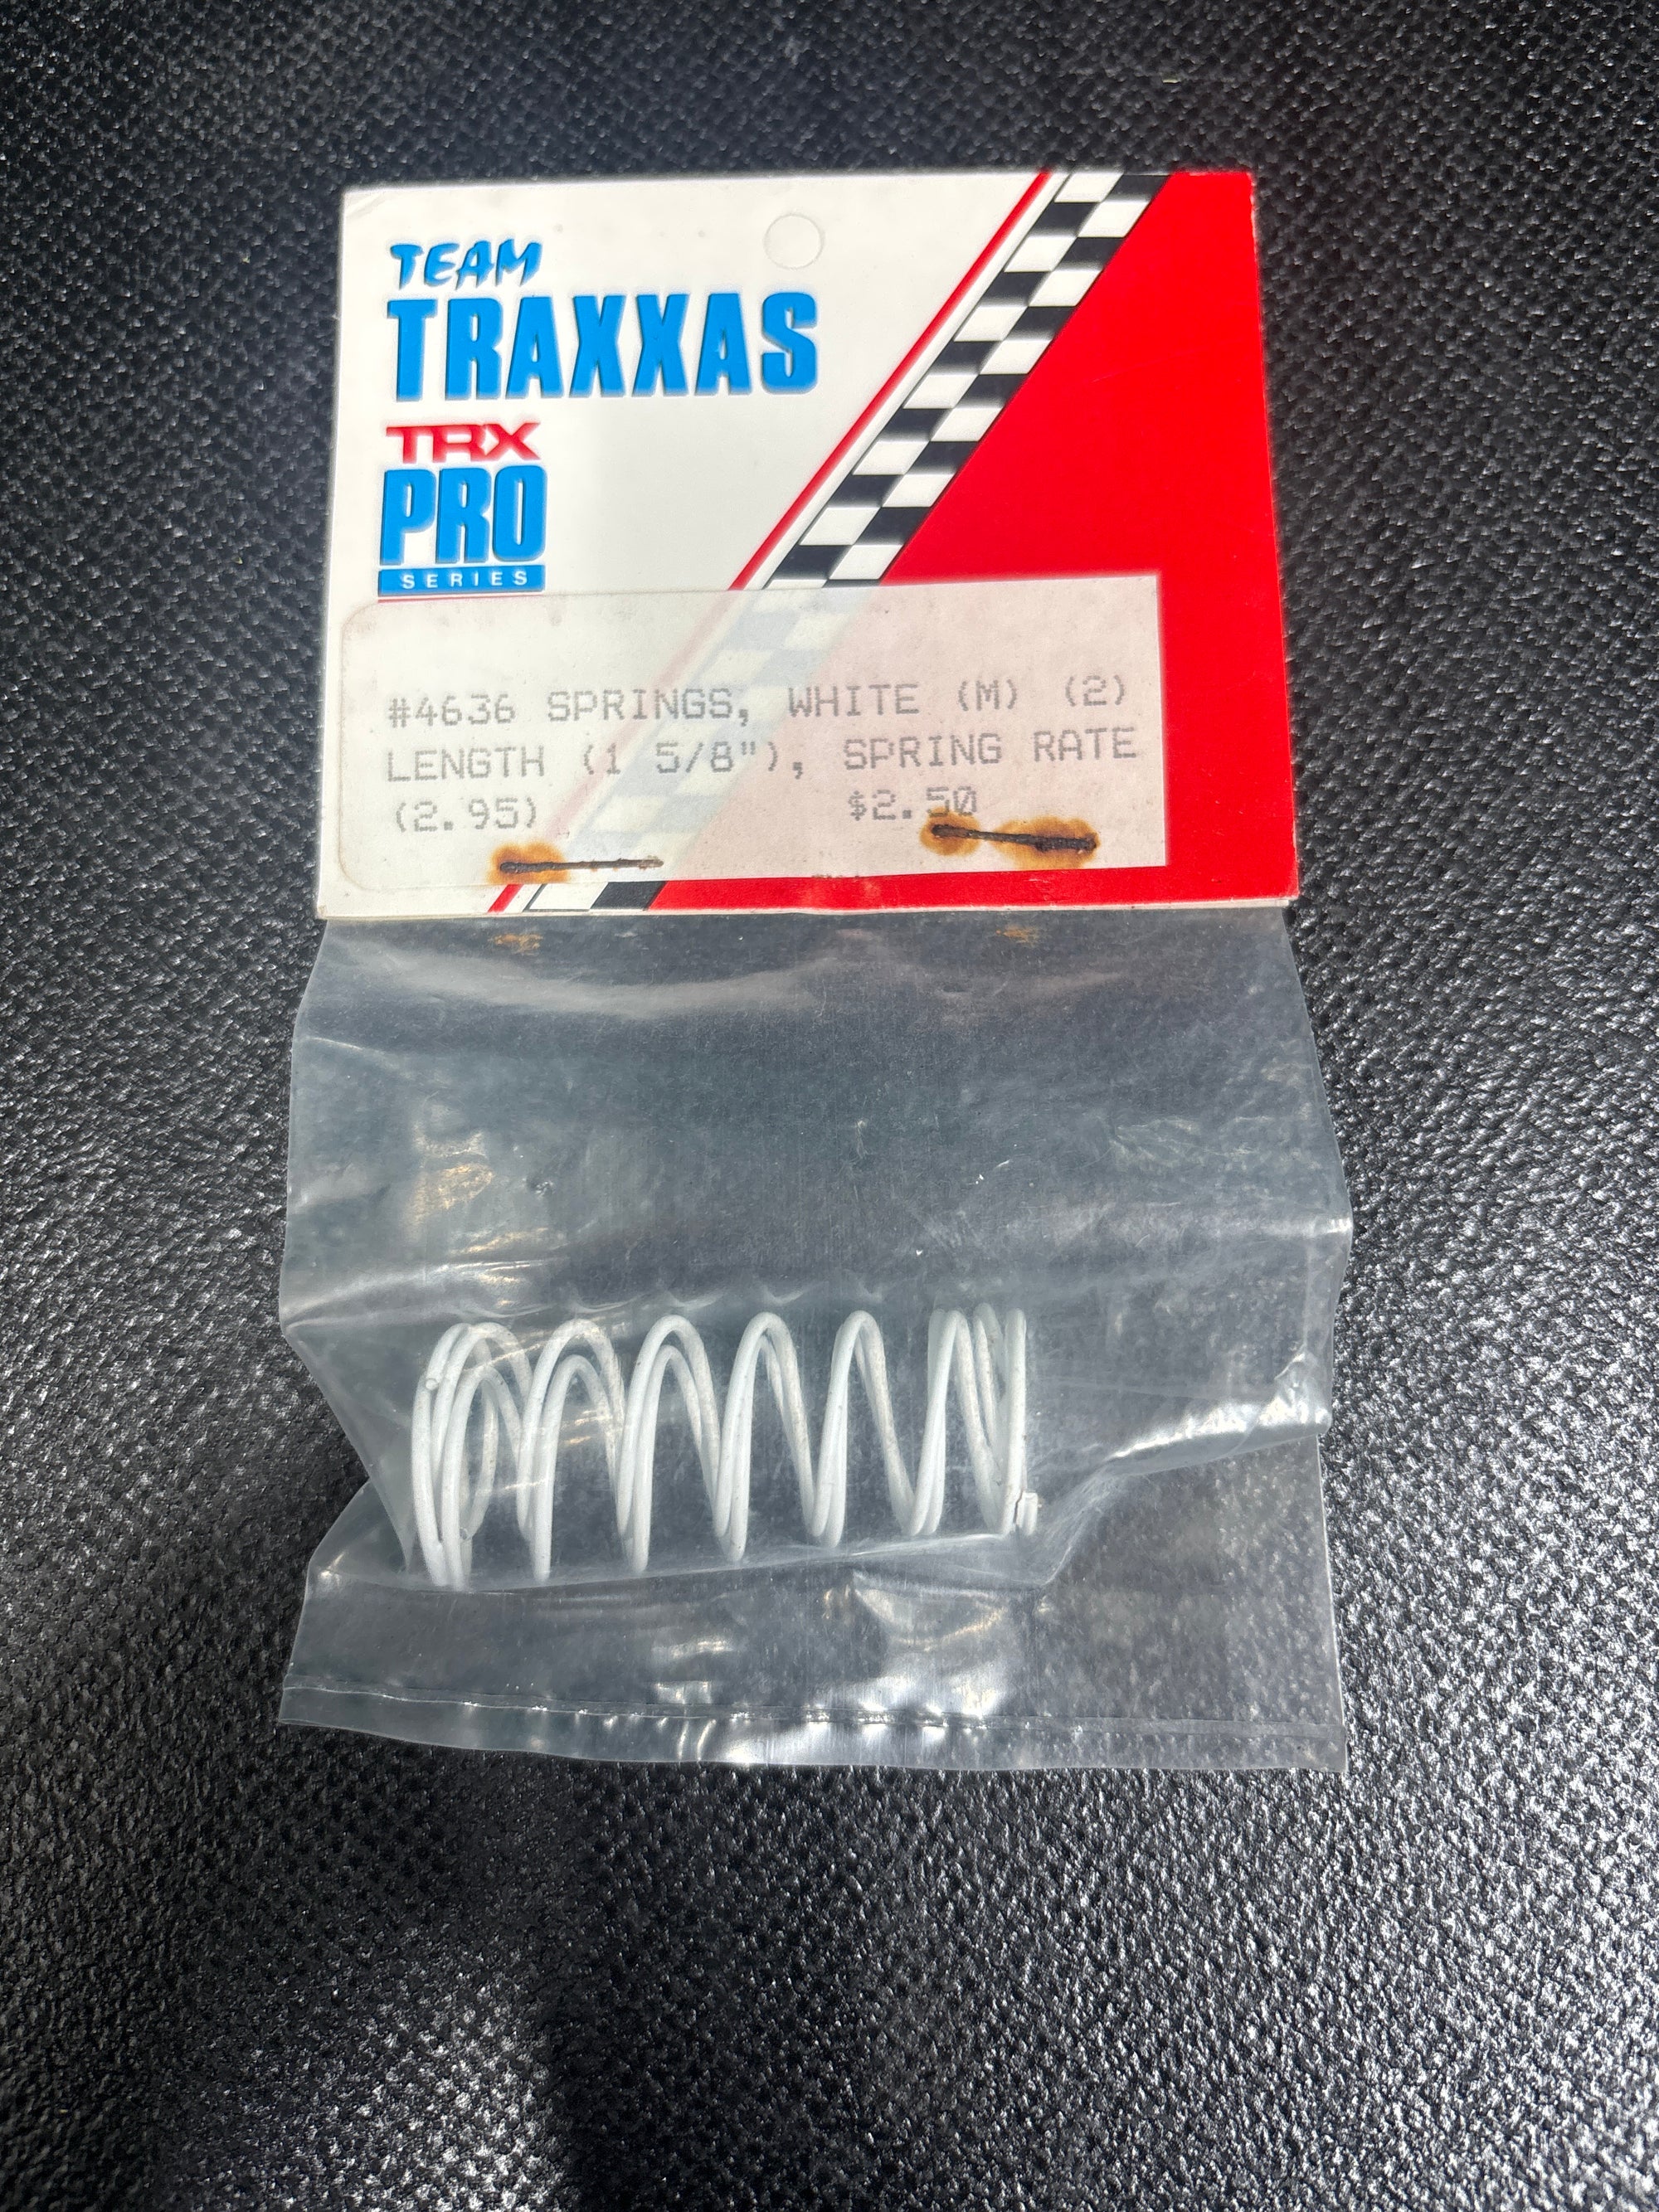 TEAM
TRAXXAS
TRX
PRO
SERIES
#4636 SPRINGS, WHITE (M) (2)
LENGTH (1 5/8"), SPRING RATE
(2.95) $2.50